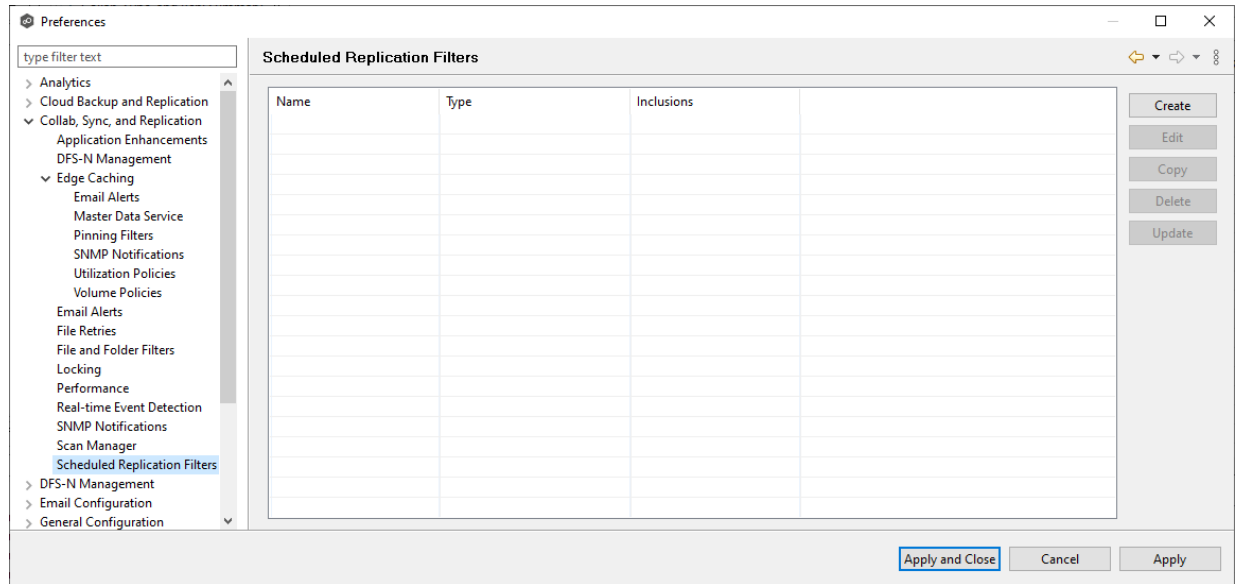 Preferences
type filter text
Scheduled Replication Filters
Analytics
Cloud Backup and Replication
Collab, Sync, and Replication
Application Enhancements
DFS-N Management
Edge Caching
Email Alerts
Master Data Service
Pinning Filters
SNMP Notifications
Utilization Policies
Volume Policies
Email Alerts
File Retries
File and Folder Filters
Locking
Performance
Real-time Event Detection
SNMP Notifications
Scan Manager
Scheduled Replication Filters
DFS-N Management
Email Configuration
General Configuration
Name Type Inclusions
Create
Edit
Copy
Delete
Update
Apply and Close Cancel Apply